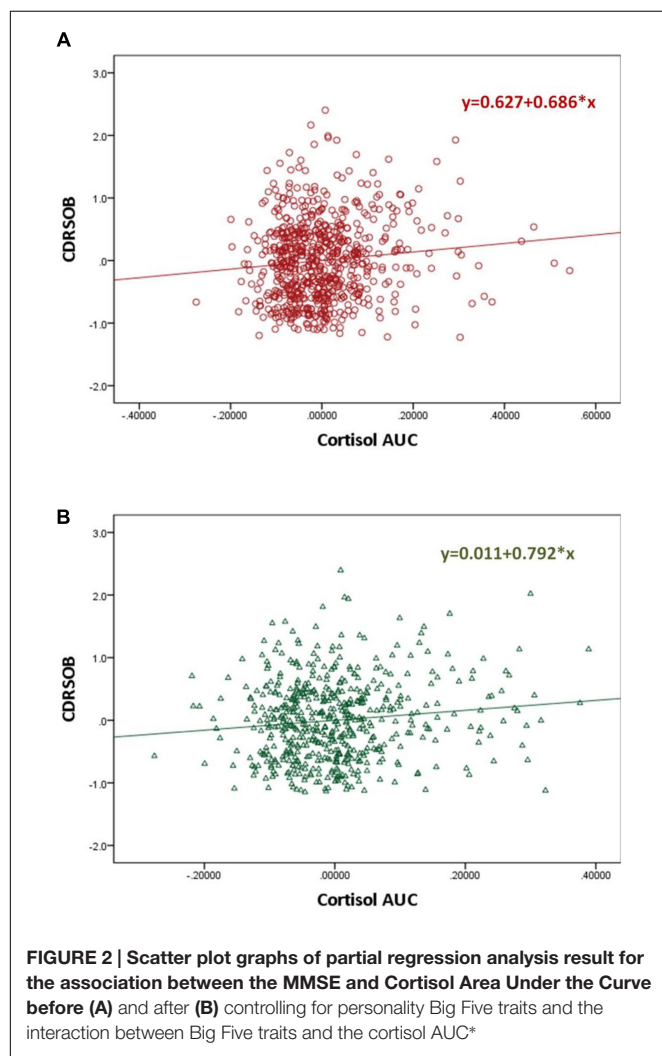 A
3.0
y=0.627+0.686*x
2.0
1.0
CDRSOB
.0
-1.0
-2.0
-.40000 -.20000 .00000 .20000 .40000 .60000
Cortisol AUC
B
3.0
y=0.011+0.792*x
2.0
1.0
CDRSOB
.0
-1.0
-2.0
-.20000 .00000 .20000 .40000
Cortisol AUC
FIGURE 2 | Scatter plot graphs of partial regression analysis result for
the association between the MMSE and Cortisol Area Under the Curve
before (A) and after (B) controlling for personality Big Five traits and the
interaction between Big Five traits and the cortisol AUC*